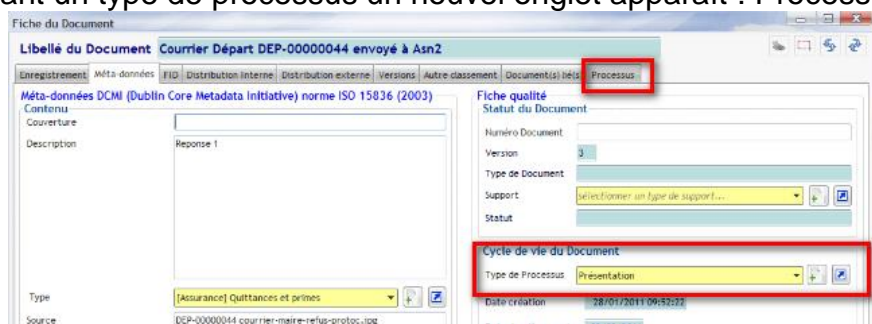 ant un type de processus un nouvel onglet apparaît :
Fiche du Document
Libellé du Document Courrier Départ DEP-00000044 envoyé à Asn2
Enregistrement Méta-données FID Distribution Interne Distribution externe Versions Autre classement Document(s) lié(s) Processus
Méta-données DCMI (Dublin Core Metadata Initiative) norme ISO 15836 (2003)
Contenu
Couverture
Description Reponse 1
Type [Assurance] Quittances et primes
Source DEP-00000044 courrier-maire-refus-protoc.jpg
Fiche qualité
Statut du Document
Numéro Document
Version 3
Type de Document
Support sélectionner un type de support...
Statut
Cycle de vie du Document
Type de Processus Présentation
Date création 28/01/2011 09:52:22